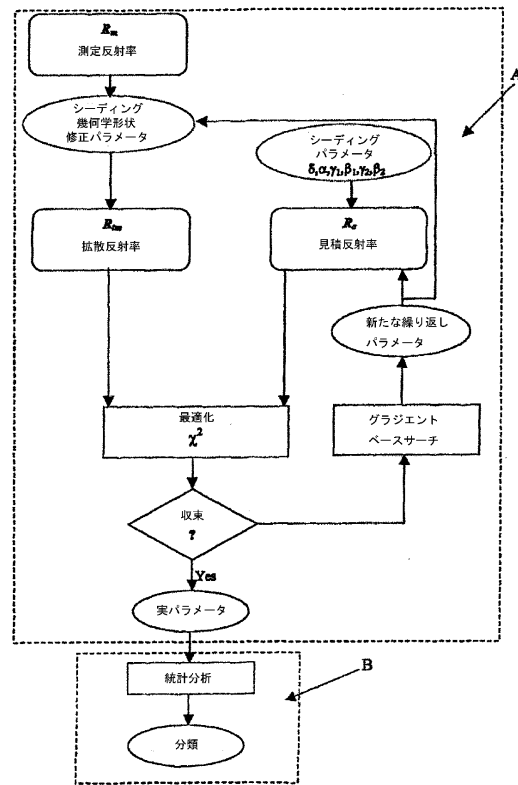 R_m
測定反射率
A
シーディング
幾何学形状
修正パラメータ
シーディング
パラメータ
δ,α,γ₁,β₁,γ₂,β₂
R_tm
拡散反射率
R_e
見積反射率
新たな繰り返し
パラメータ
最適化
χ²
グラジエント
ベースサーチ
収束
?
Yes
実パラメータ
B
統計分析
分類